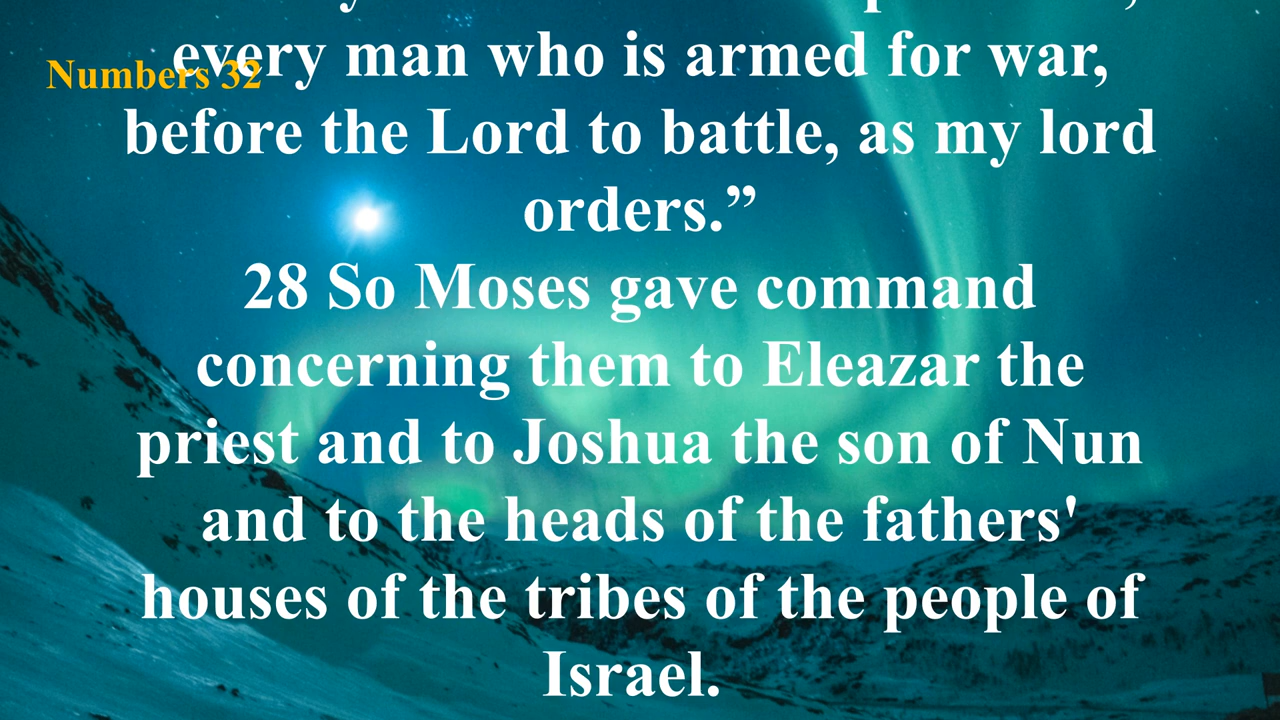 Numbers 32
every man who is armed for war,
before the Lord to battle, as my lord
orders.”
28 So Moses gave command
concerning them to Eleazar the
priest and to Joshua the son of Nun
and to the heads of the fathers'
houses of the tribes of the people of
Israel.